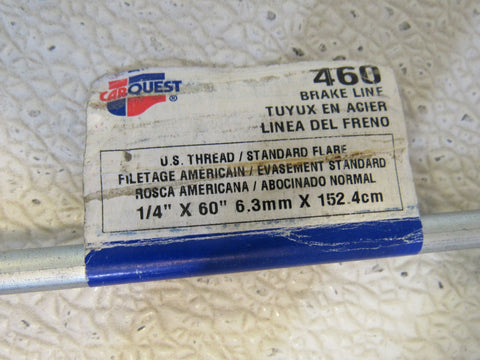 CARQUEST®
460
BRAKE LINE
TUYUX EN ACIER
LINEA DEL FRENO
U.S. THREAD / STANDARD FLARE
FILETAGE AMERICAIN / EVASEMENT STANDARD
ROSCA AMERICANA / ABOCINADO NORMAL
1/4" X 60" 6.3mm X 152.4cm